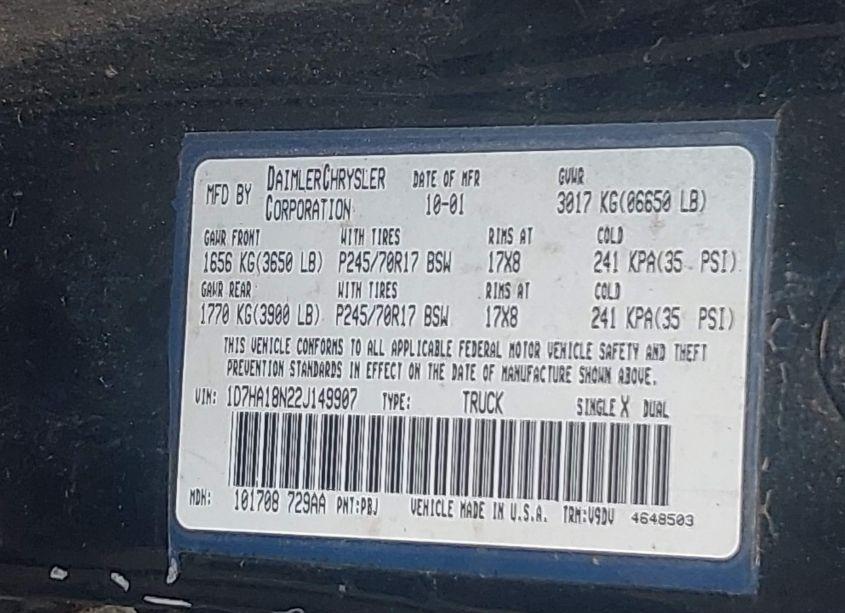 MFD BY DAIMLERCHRYSLER CORPORATION DATE OF MFR 10-01 GVWR 3017 KG(06650 LB)
GAWR FRONT WITH TIRES RIMS AT COLD
1656 KG(3650 LB) P245/70R17 BSW 17X8 241 KPA(35 PSI)
GAWR REAR WITH TIRES RIMS AT COLD
1770 KG(3900 LB) P245/70R17 BSW 17X8 241 KPA(35 PSI)
THIS VEHICLE CONFORMS TO ALL APPLICABLE FEDERAL MOTOR VEHICLE SAFETY AND THEFT
PREVENTION STANDARDS IN EFFECT ON THE DATE OF MANUFACTURE SHOWN ABOVE.
VIN: 1D7HA18N22J149907 TYPE: TRUCK SINGLE X DUAL
MDH: 101708 729AA PNT:PBJ VEHICLE MADE IN U.S.A. TRM:V9DV 4648503